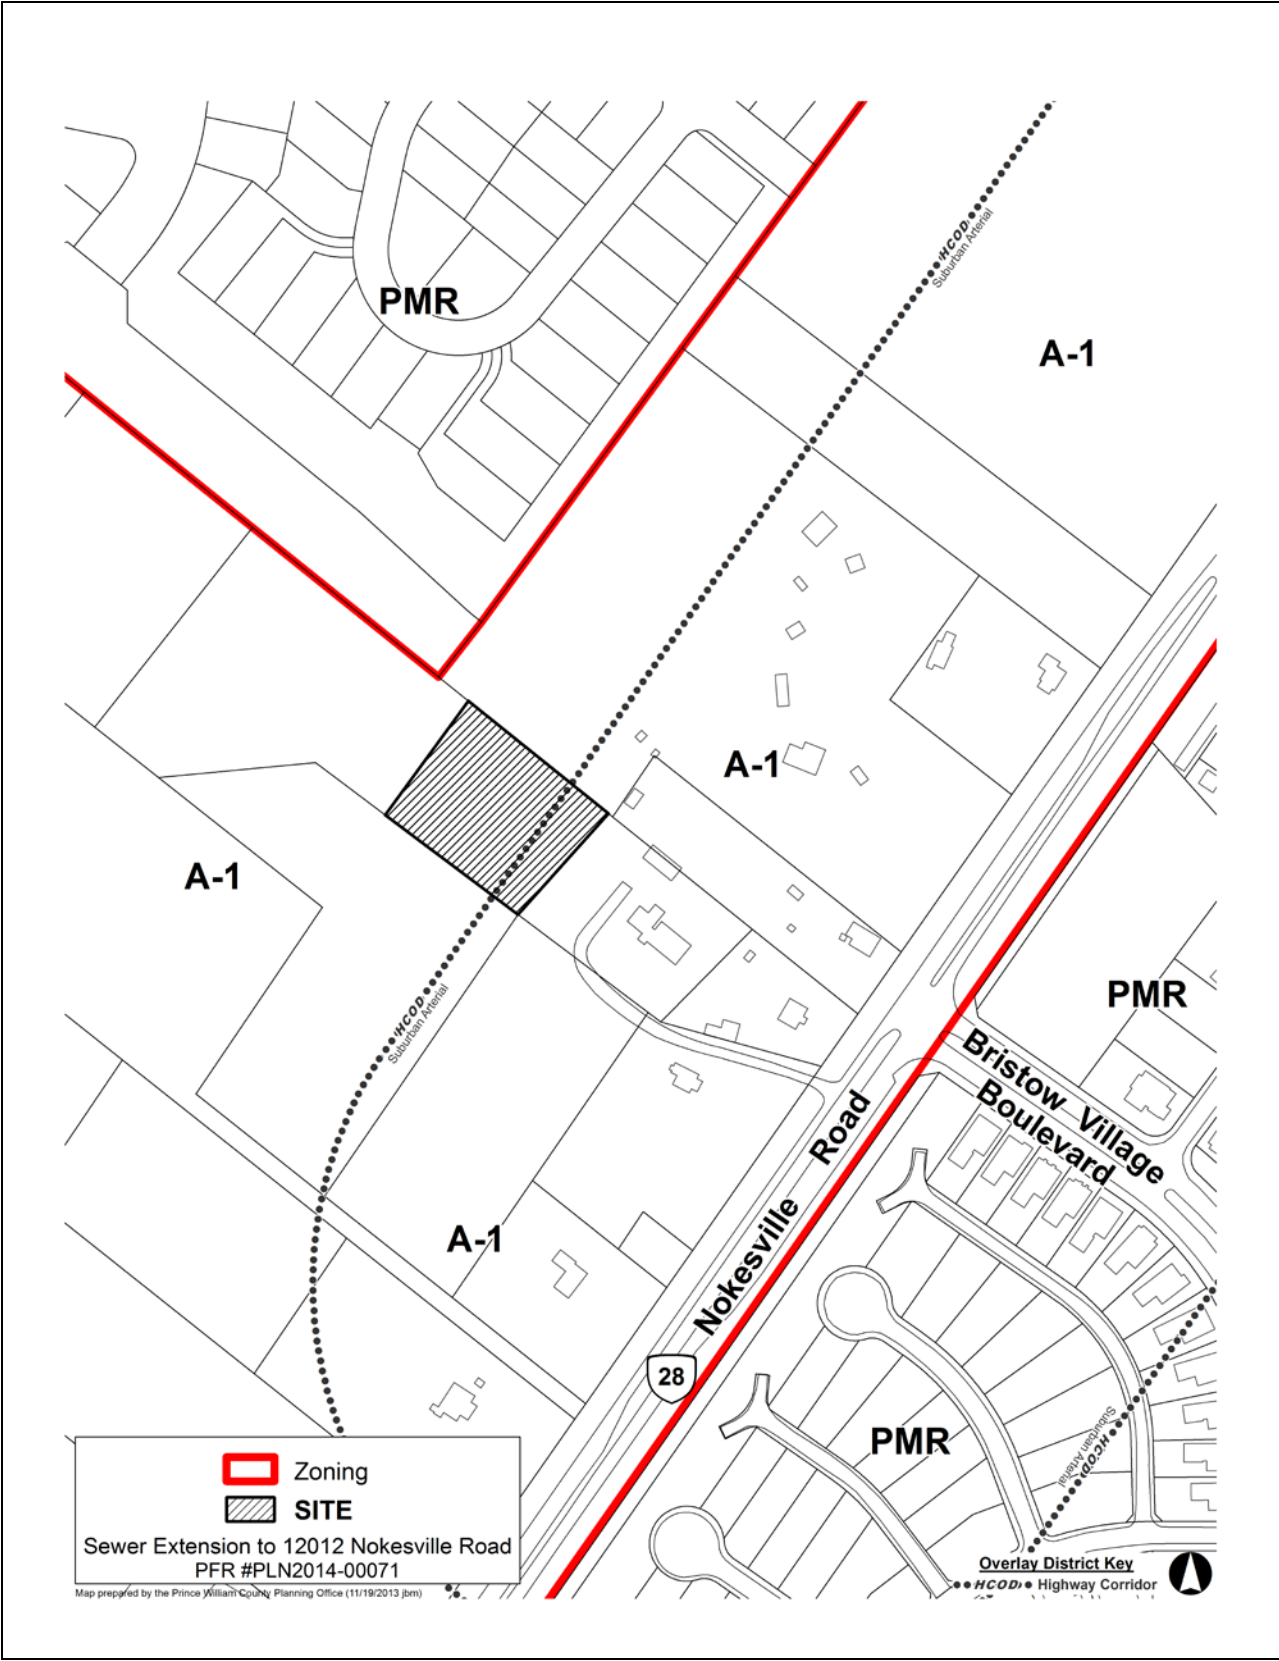 HCOD
Suburban Arterial
PMR
A-1
A-1
A-1
PMR
HCOD
Suburban Arterial
Bristow Village
Boulevard
Nokesville Road
A-1
28
PMR
HCOD
Suburban Arterial
Zoning
SITE
Sewer Extension to 12012 Nokesville Road
PFR #PLN2014-00071
Map prepared by the Prince William County Planning Office (11/19/2013 jbm)
Overlay District Key
HCOD Highway Corridor